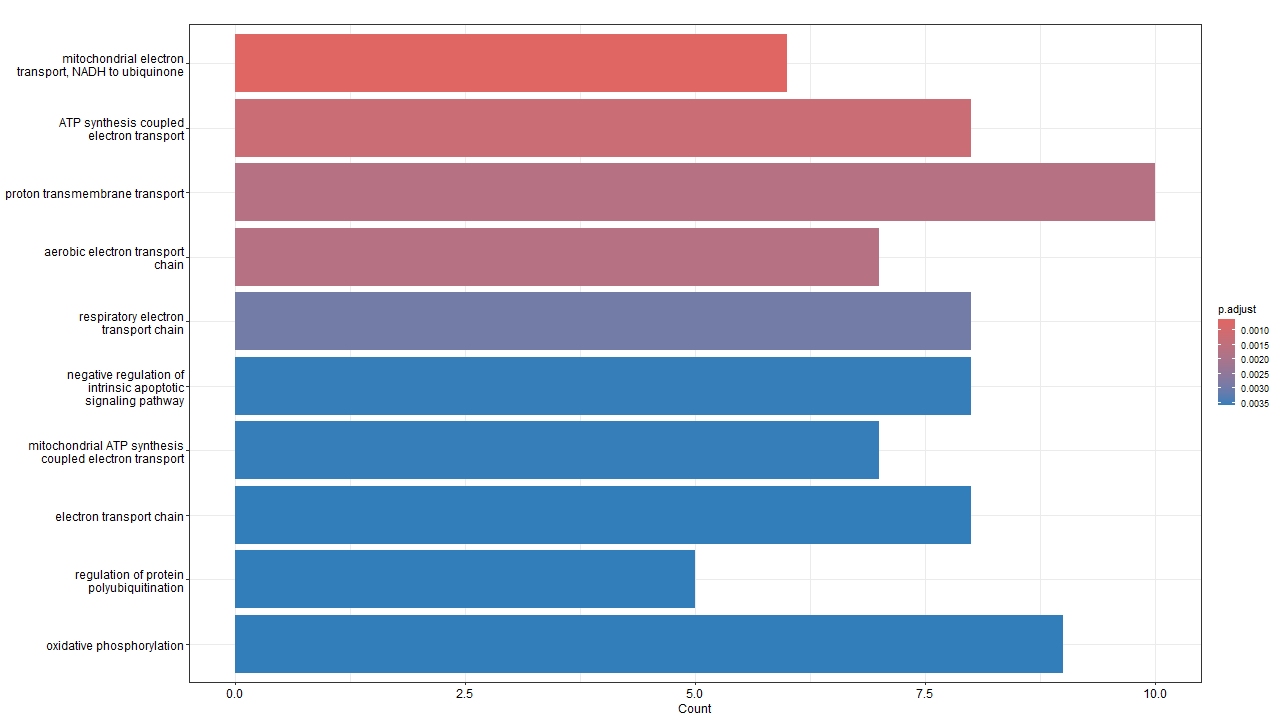 mitochondrial electron
transport, NADH to ubiquinone
ATP synthesis coupled
electron transport
proton transmembrane transport
aerobic electron transport
chain
respiratory electron
transport chain
negative regulation of
intrinsic apoptotic
signaling pathway
mitochondrial ATP synthesis
coupled electron transport
electron transport chain
regulation of protein
polyubiquitination
oxidative phosphorylation
0.0
2.5
5.0
7.5
10.0
Count
p.adjust
0.0010
0.0015
0.0020
0.0025
0.0030
0.0035